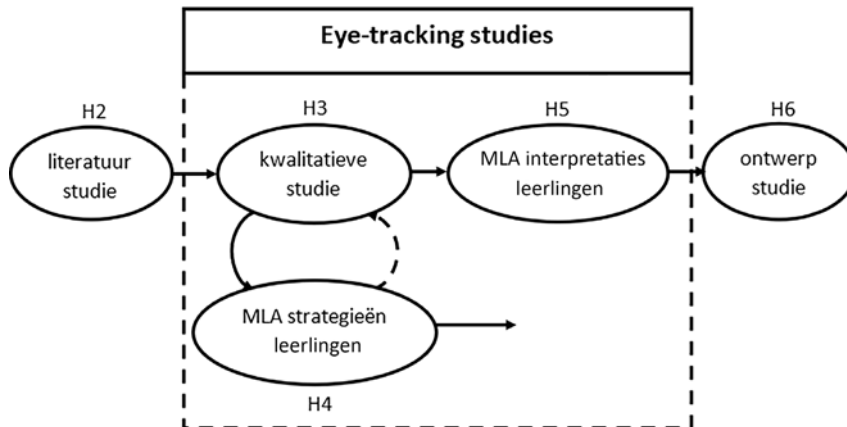 Eye-tracking studies
H2
literatuur
studie
H3
kwalitatieve
studie
H5
MLA interpretaties
leerlingen
H6
ontwerp
studie
MLA strategieën
leerlingen
H4